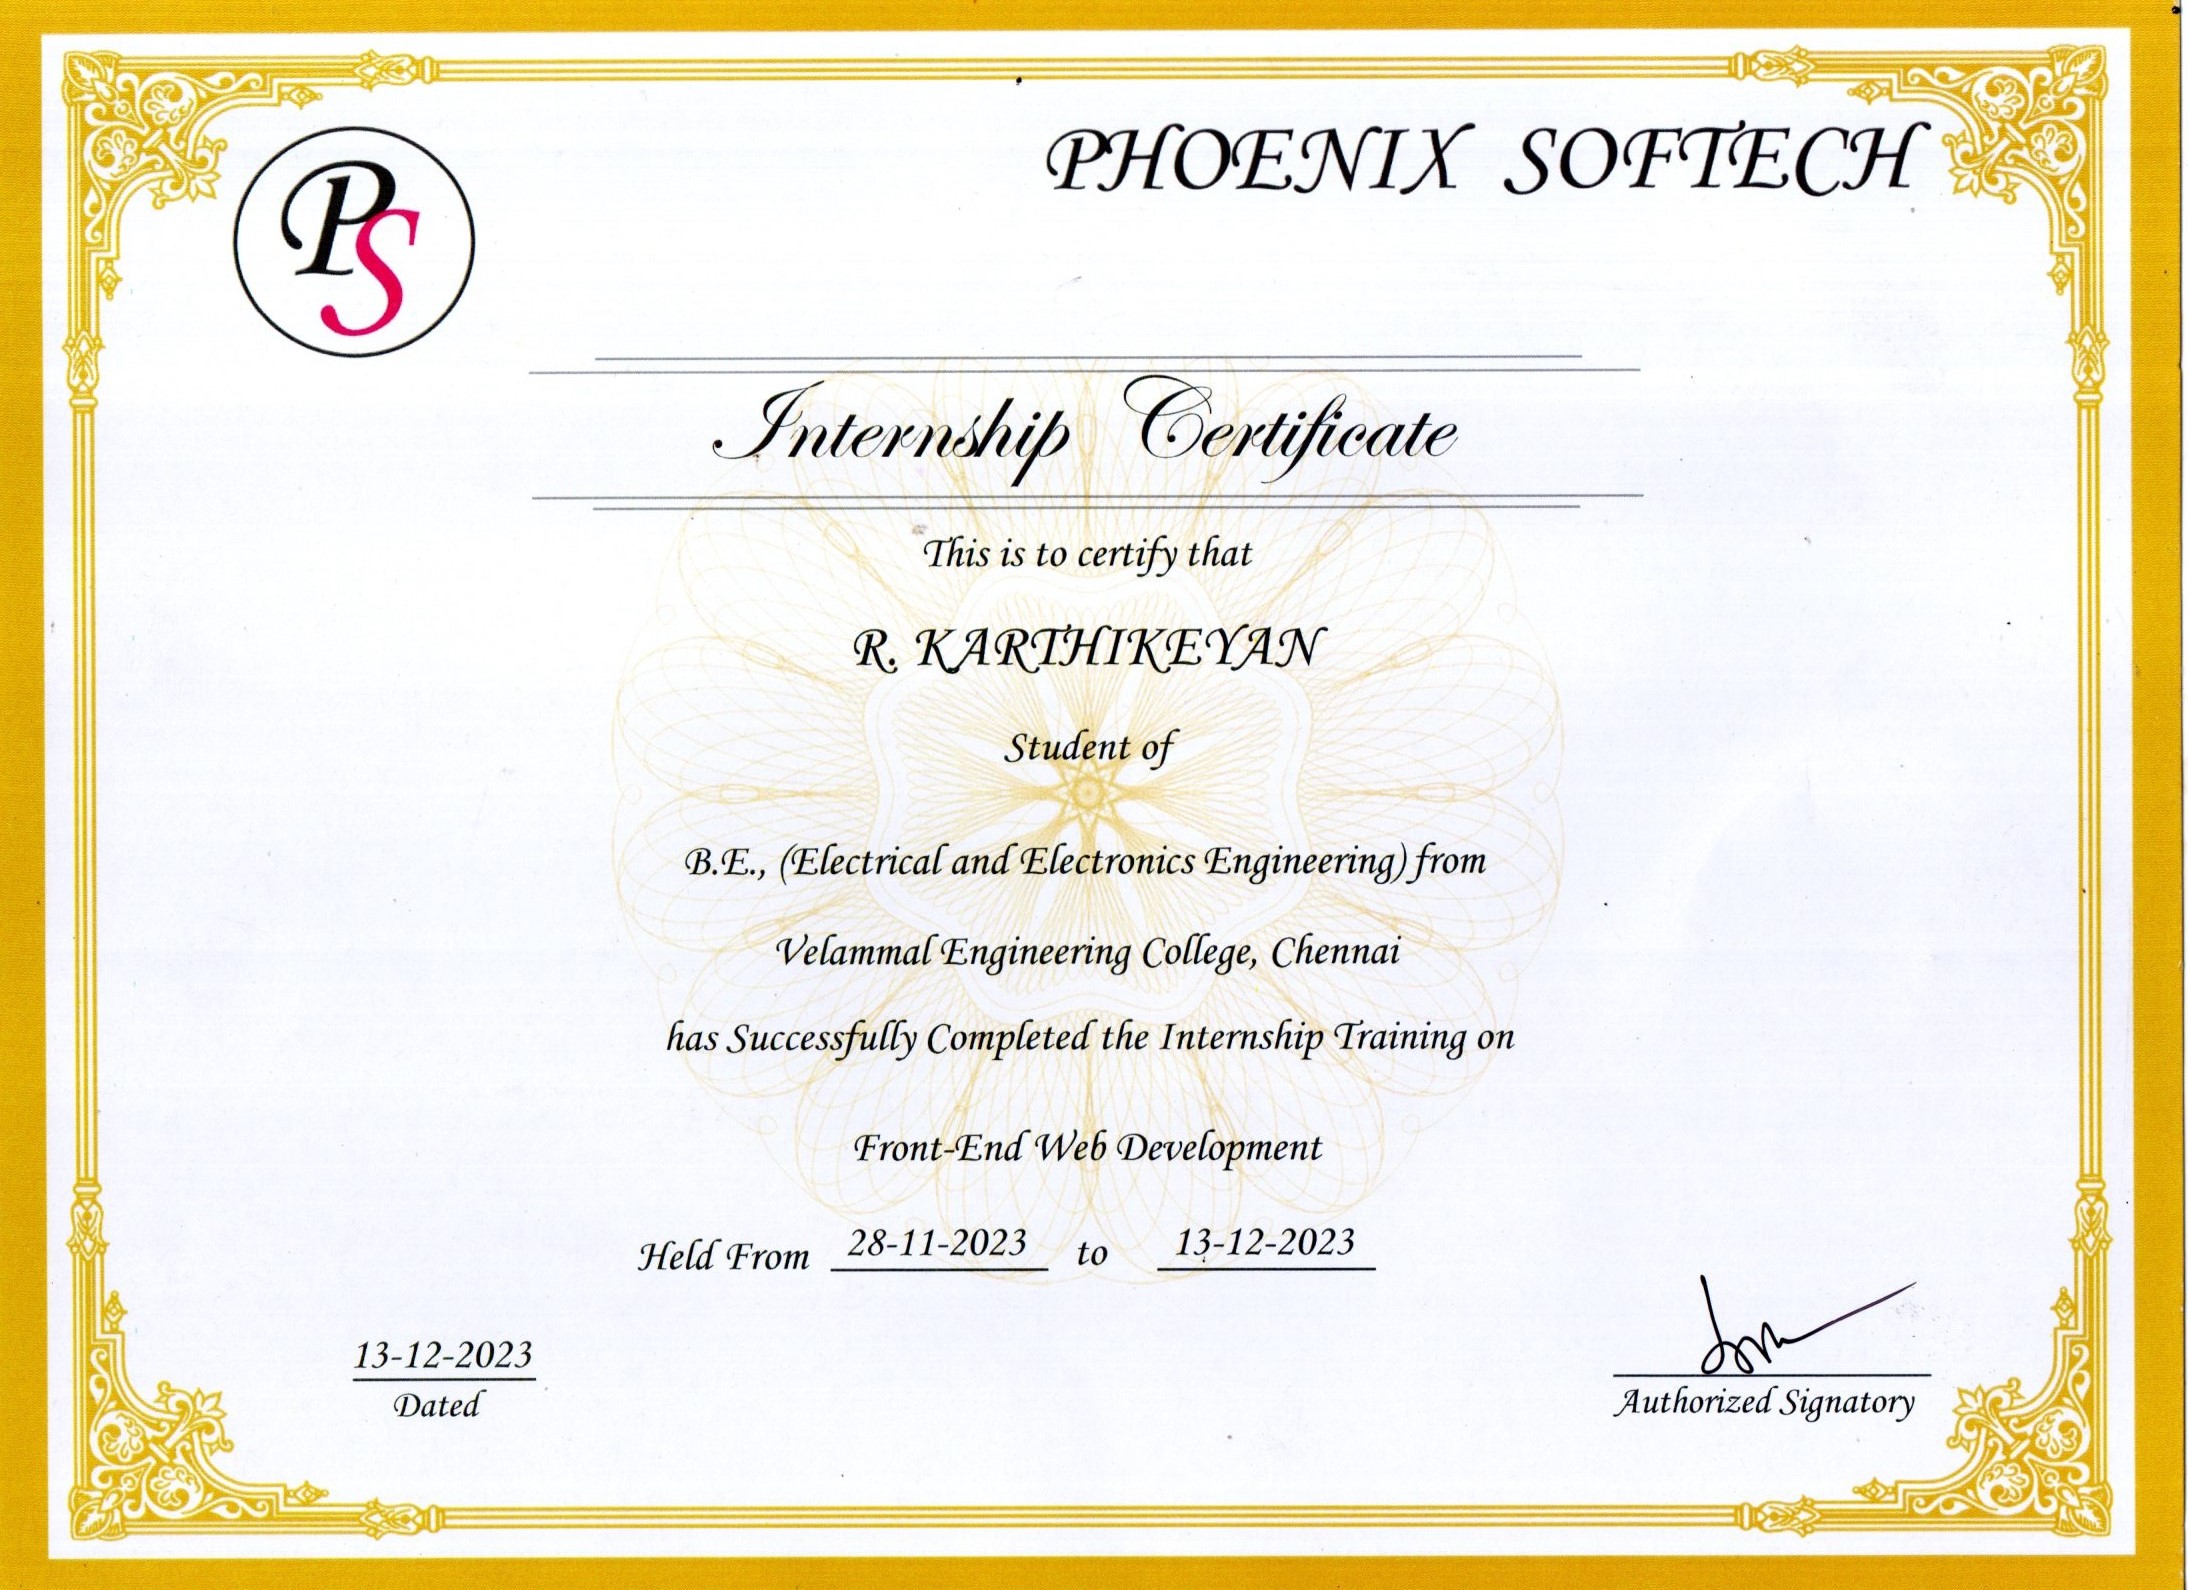 PS
PHOENIX SOFTECH
Internship Certificate
This is to certify that
R. KARTHIKEYAN
Student of
B.E., (Electrical and Electronics Engineering) from
Velammal Engineering College, Chennai
has Successfully Completed the Internship Training on
Front-End Web Development
Held From 28-11-2023 to 13-12-2023
13-12-2023
Dated
Authorized Signatory